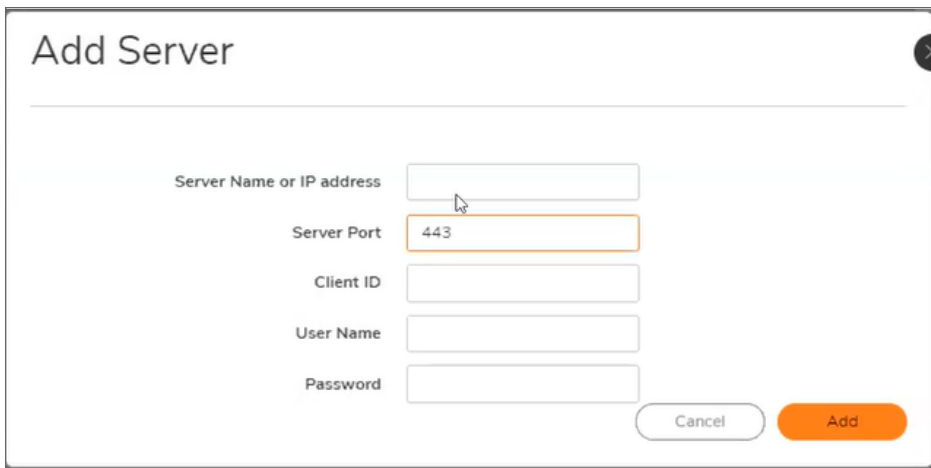 Add Server
Server Name or IP address
Server Port 443
Client ID
User Name
Password
Cancel Add